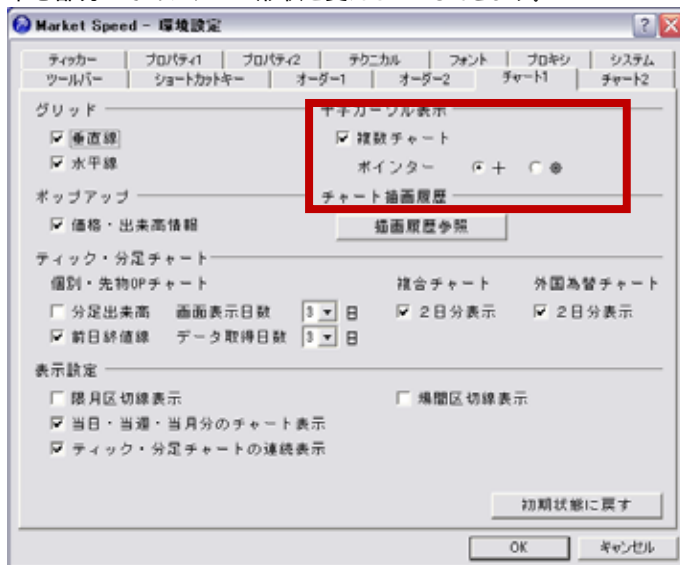 Market Speed - 環境設定
ティッカー プロパティ1 プロパティ2 テクニカル フォント プロキシ システム
ツールバー ショートカットキー オーダー1 オーダー2 チャート1 チャート2
グリッド 十字カーソル表示
垂直線 複数チャート
水平線 ポインター
ポップアップ チャート描画履歴
価格・出来高情報 描画履歴参照
ティック・分足チャート
個別・先物OPチャート 複合チャート 外国為替チャート
分足出来高 画面表示日数 3 日 2日分表示 2日分表示
前日終値線 データ取得日数 3 日
表示設定
限月区切線表示 場間区切線表示
当日・当週・当月分のチャート表示
ティック・分足チャートの連続表示
初期状態に戻す
OK キャンセル